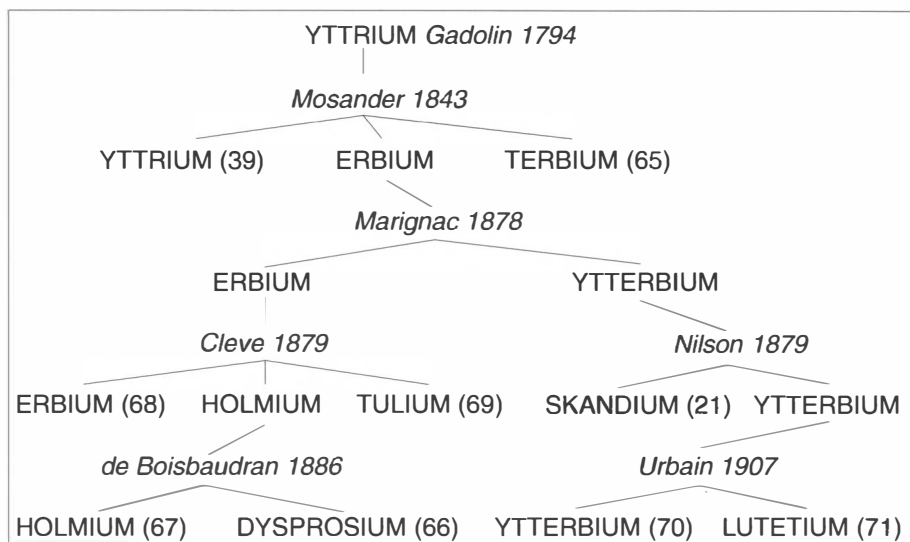 YTTRIUM Gadolin 1794
Mosander 1843
YTTRIUM (39) ERBIUM TERBIUM (65)
Marignac 1878
ERBIUM YTTERBIUM
Cleve 1879 Nilson 1879
ERBIUM (68) HOLMIUM TULIUM (69) SKANDIUM (21) YTTERBIUM
de Boisbaudran 1886 Urbain 1907
HOLMIUM (67) DYSPROSIUM (66) YTTERBIUM (70) LUTETIUM (71)